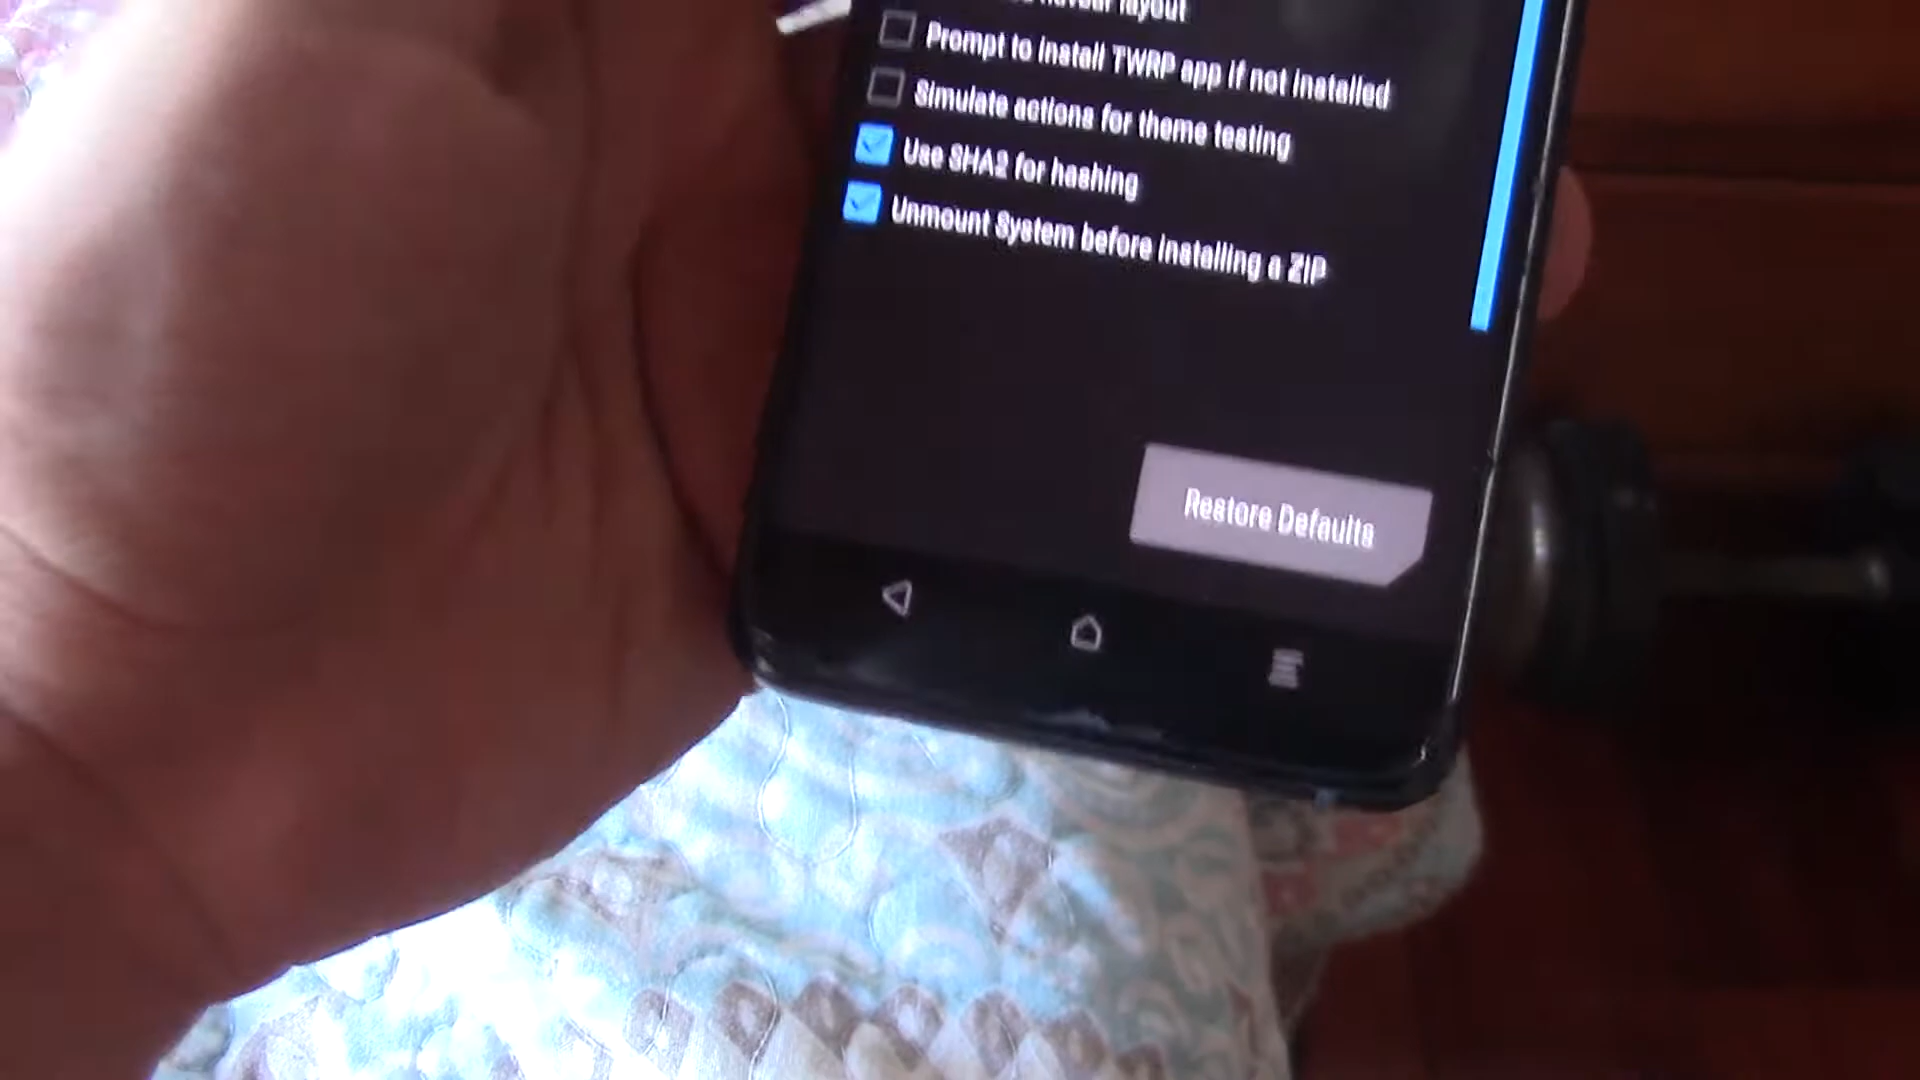 layout
Prompt to install TWRP app if not installed
Simulate actions for theme testing
Use SHA2 for hashing
Unmount System before installing a ZIP
Restore Defaults